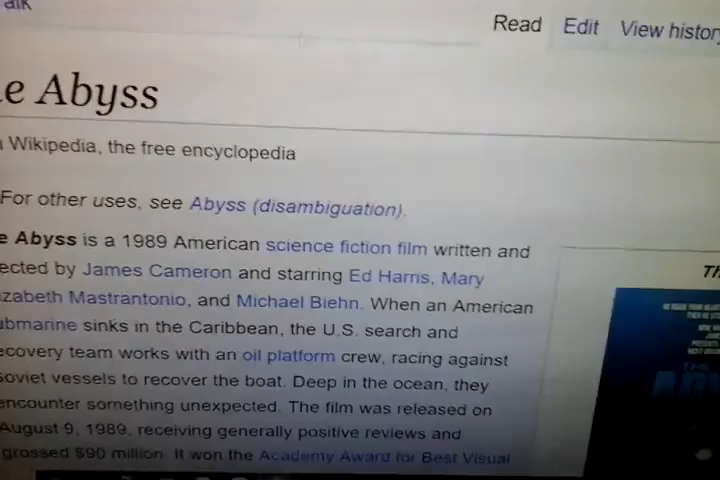 alk
Read Edit View history
e Abyss
Wikipedia, the free encyclopedia
For other uses, see Abyss (disambiguation).
e Abyss is a 1989 American science fiction film written and
ected by James Cameron and starring Ed Harris, Mary
izabeth Mastrantonio, and Michael Biehn. When an American
ubmarine sinks in the Caribbean, the U.S. search and
ecovery team works with an oil platform crew, racing against
Soviet vessels to recover the boat. Deep in the ocean, they
encounter something unexpected. The film was released on
August 9, 1989, receiving generally positive reviews and
grossed $90 million. It won the Academy Award for Best Visual
Th